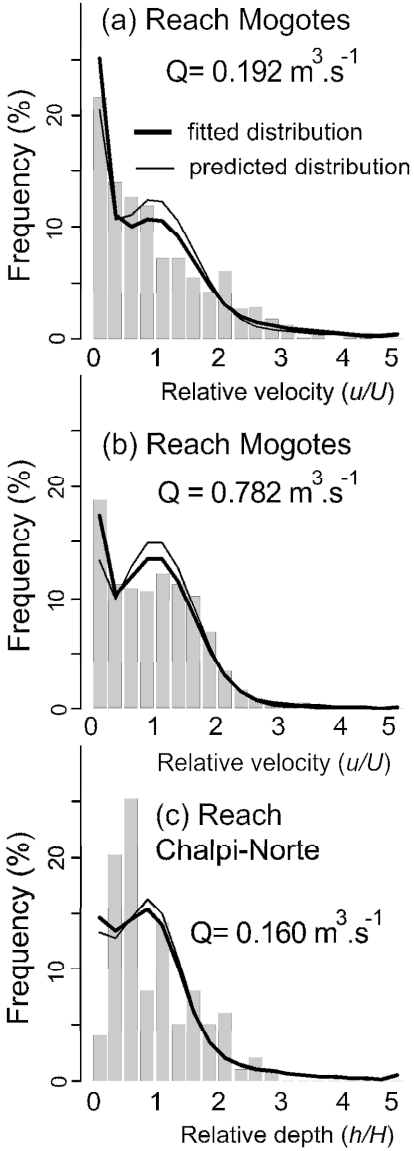 (a) Reach Mogotes
Q= 0.192 m³.s⁻¹
fitted distribution
predicted distribution
Frequency (%)
0 10 20
0 1 2 3 4 5
Relative velocity (u/U)
(b) Reach Mogotes
Q = 0.782 m³.s⁻¹
Frequency (%)
0 10 20
0 1 2 3 4 5
Relative velocity (u/U)
(c) Reach
Chalpi-Norte
Q= 0.160 m³.s⁻¹
Frequency (%)
0 10 20
0 1 2 3 4 5
Relative depth (h/H)